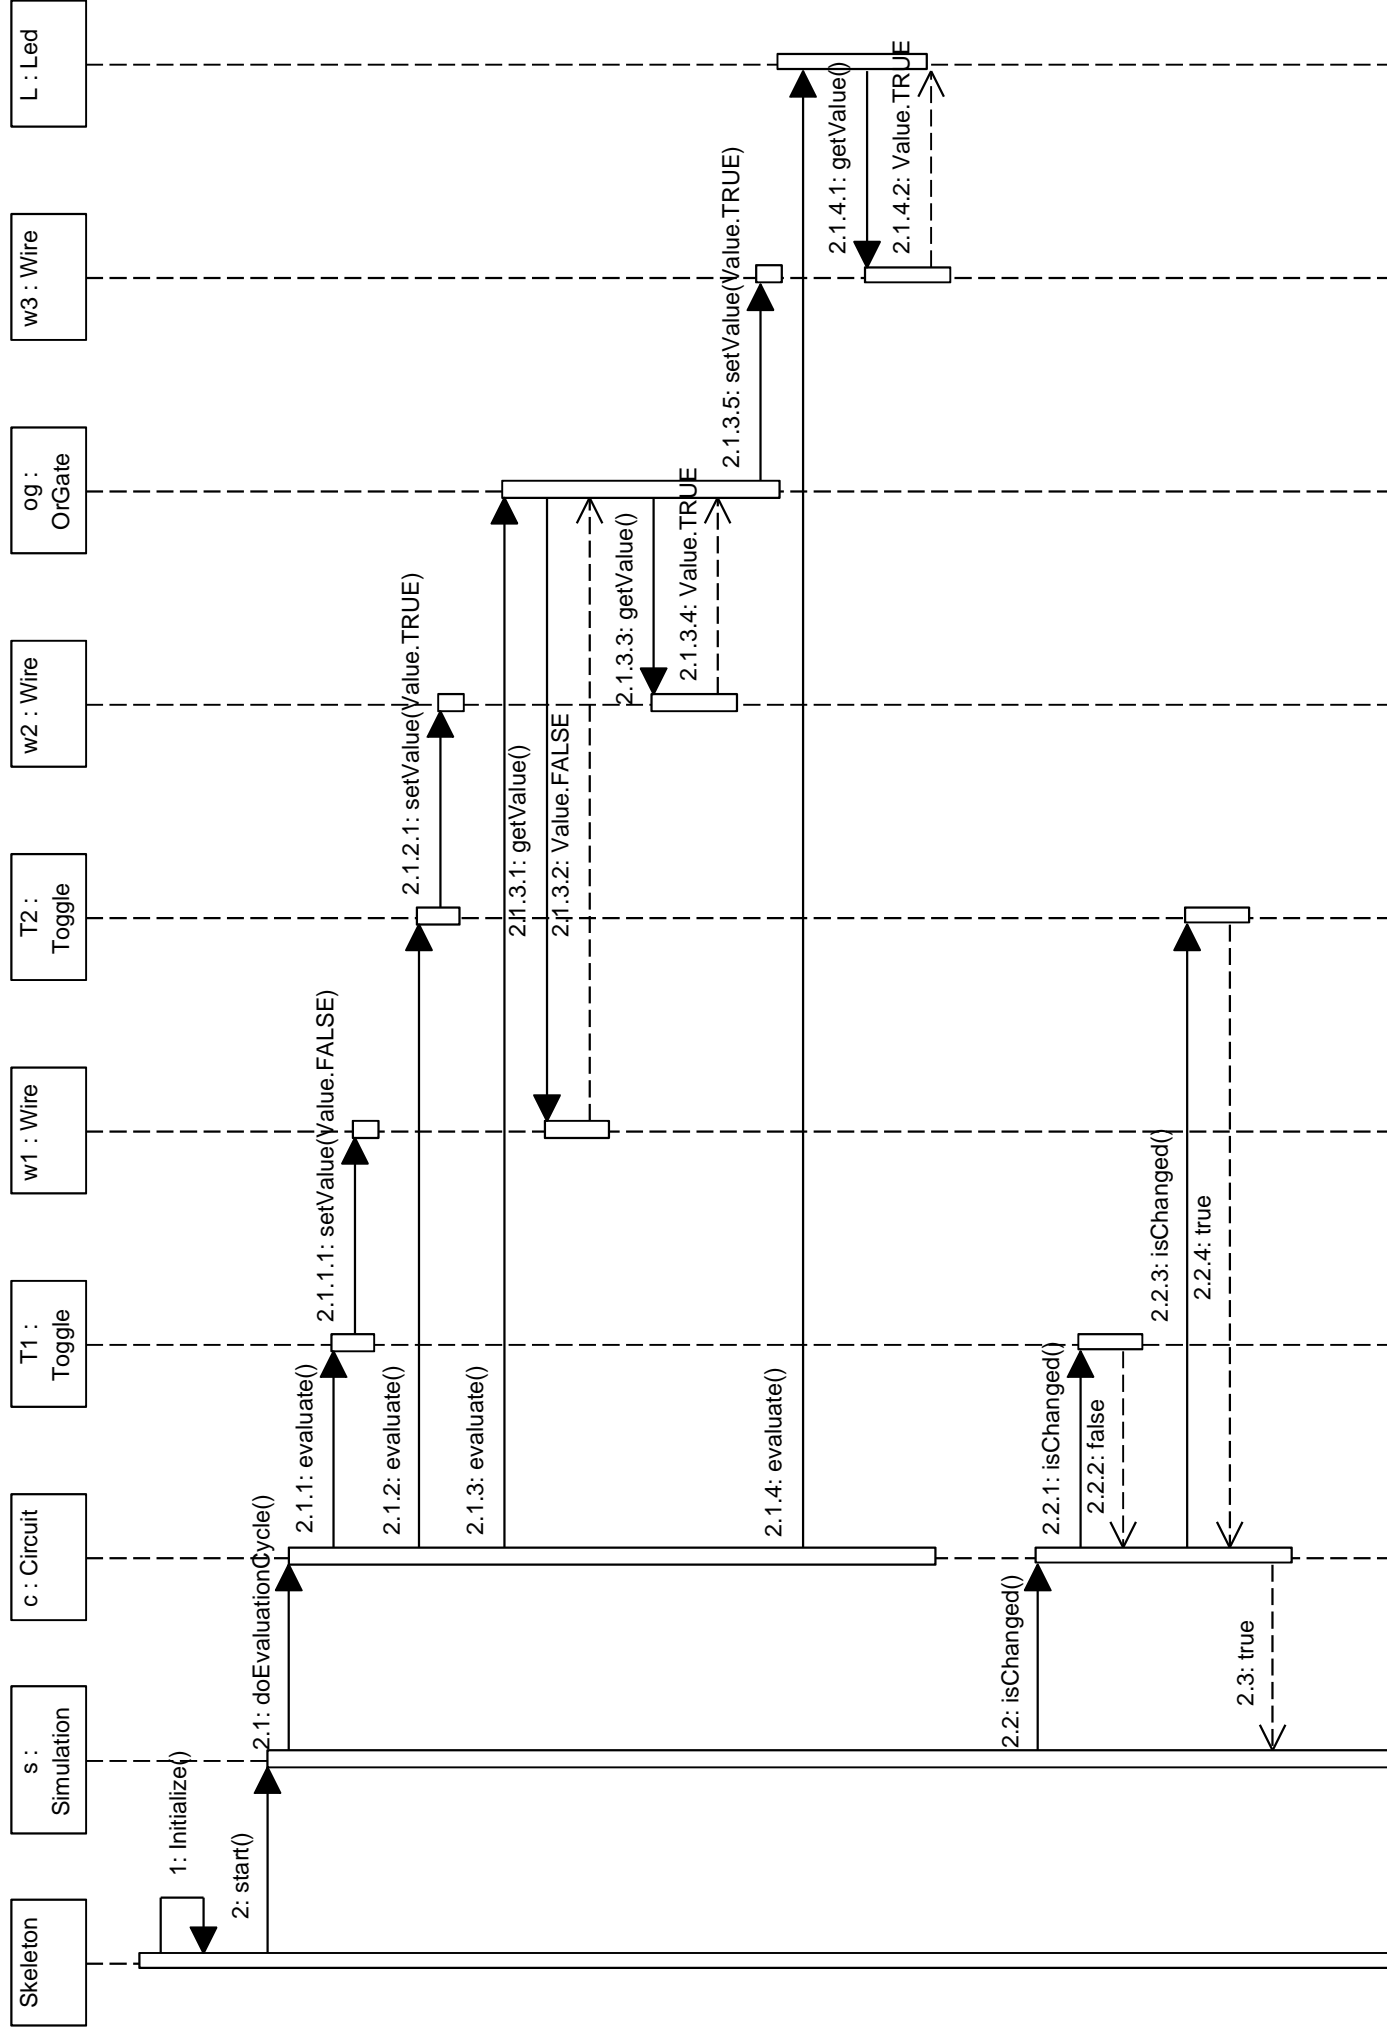 Skeleton
s :
Simulation
c : Circuit
T1 :
Toggle
w1 : Wire
T2 :
Toggle
w2 : Wire
og :
OrGate
w3 : Wire
L : Led
1: Initialize()
2: start()
2.1: doEvaluationCycle()
2.1.1: evaluate()
2.1.1.1: setValue(Value.FALSE)
2.1.2: evaluate()
2.1.2.1: setValue(Value.TRUE)
2.1.3: evaluate()
2.1.3.1: getValue()
2.1.3.2: Value.FALSE
2.1.3.3: getValue()
2.1.3.4: Value.TRUE
2.1.3.5: setValue(Value.TRUE)
2.1.4: evaluate()
2.1.4.1: getValue()
2.1.4.2: Value.TRUE
2.2: isChanged()
2.2.1: isChanged()
2.2.2: false
2.2.3: isChanged()
2.2.4: true
2.3: true